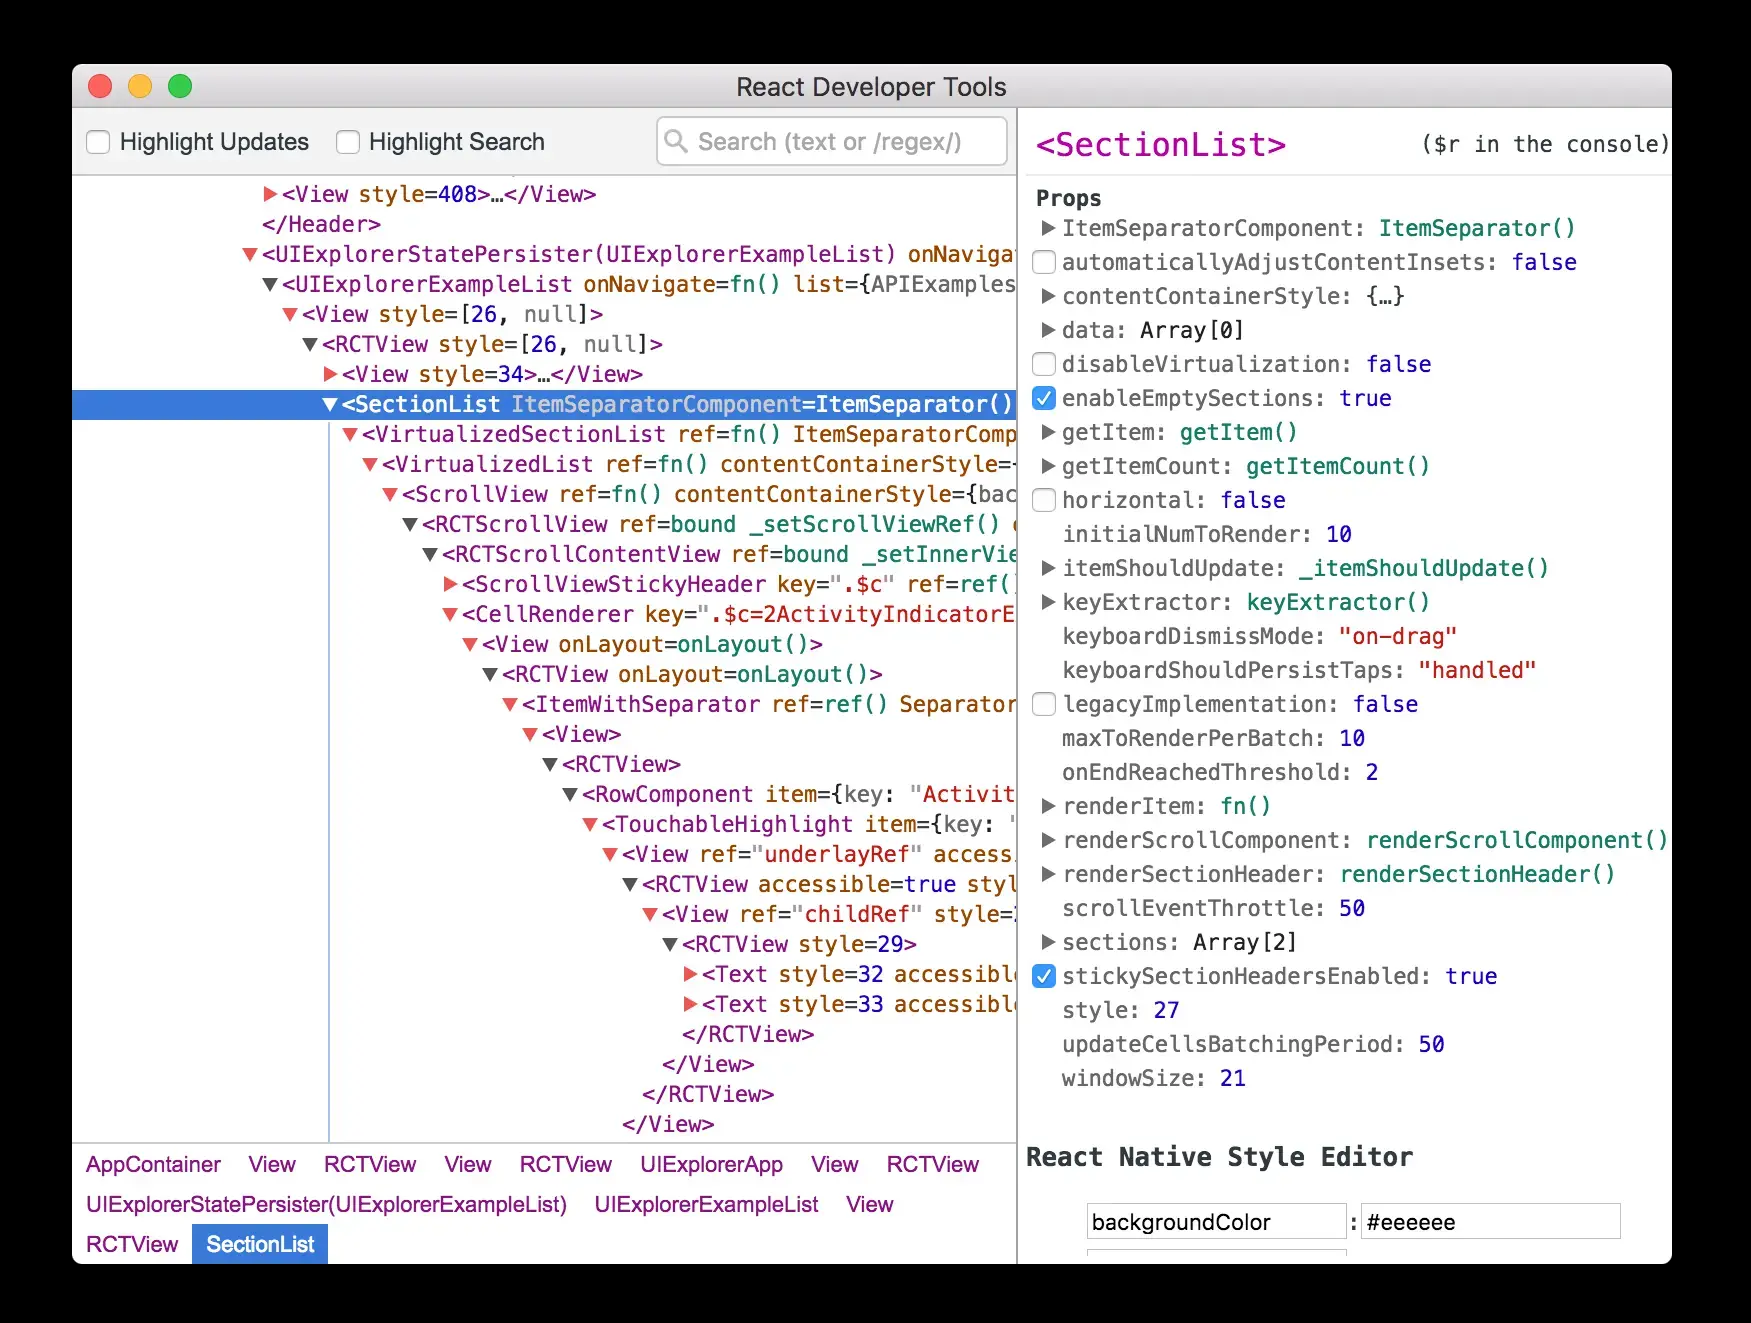 React Developer Tools
Highlight Updates Highlight Search Search (text or /regex/)
<View style=408>…</View>
</Header>
<UIExplorerStatePersister(UIExplorerExampleList) onNaviga
<UIExplorerExampleList onNavigate=fn() list={APIExamples
<View style=[26, null]>
<RCTView style=[26, null]>
<View style=34>…</View>
<SectionList ItemSeparatorComponent=ItemSeparator()
<VirtualizedSectionList ref=fn() ItemSeparatorComp
<VirtualizedList ref=fn() contentContainerStyle={
<ScrollView ref=fn() contentContainerStyle={bac
<RCTScrollView ref=bound _setScrollViewRef()
<RCTScrollContentView ref=bound _setInnerVie
<ScrollViewStickyHeader key=".$c" ref=ref()
<CellRenderer key=".$c=2ActivityIndicatorE
<View onLayout=onLayout()>
<RCTView onLayout=onLayout()>
<ItemWithSeparator ref=ref() Separator
<View>
<RCTView>
<RowComponent item={key: "Activit
<TouchableHighlight item={key: "
<View ref="underlayRef" access
<RCTView accessible=true styl
<View ref="childRef" style=
<RCTView style=29>
<Text style=32 accessibl
<Text style=33 accessibl
</RCTView>
</View>
</RCTView>
</View>
AppContainer View RCTView View RCTView UIExplorerApp View RCTView
UIExplorerStatePersister(UIExplorerExampleList) UIExplorerExampleList View
RCTView SectionList
<SectionList> ($r in the console)
Props
ItemSeparatorComponent: ItemSeparator()
automaticallyAdjustContentInsets: false
contentContainerStyle: {…}
data: Array[0]
disableVirtualization: false
enableEmptySections: true
getItem: getItem()
getItemCount: getItemCount()
horizontal: false
initialNumToRender: 10
itemShouldUpdate: _itemShouldUpdate()
keyExtractor: keyExtractor()
keyboardDismissMode: "on-drag"
keyboardShouldPersistTaps: "handled"
legacyImplementation: false
maxToRenderPerBatch: 10
onEndReachedThreshold: 2
renderItem: fn()
renderScrollComponent: renderScrollComponent()
renderSectionHeader: renderSectionHeader()
scrollEventThrottle: 50
sections: Array[2]
stickySectionHeadersEnabled: true
style: 27
updateCellsBatchingPeriod: 50
windowSize: 21
React Native Style Editor
backgroundColor : #eeeeee